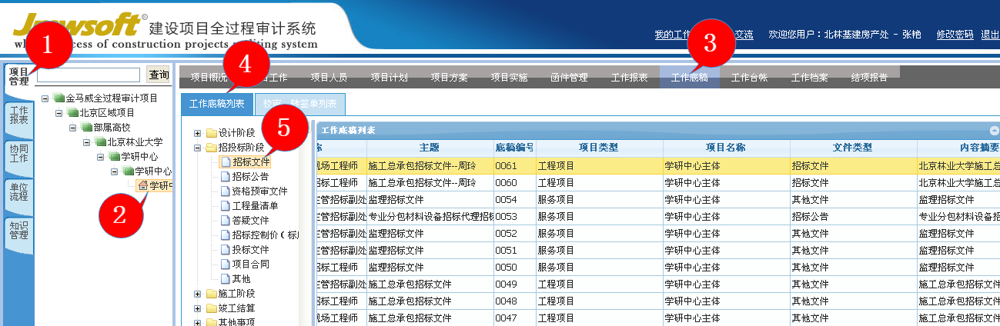 Jmwsoft® 建设项目全过程审计系统
wh cess of construction projects auditing system
我的工作 交流 欢迎您用户：北林基建房产处 - 张艳 修改密码 退出
1 2 3 4 5
项目管理
工作报表
协同工作
单位流程
知识管理
查询
金马威全过程审计项目
北京区域项目
部属高校
北京林业大学
学研中心
学研中心
学研中
项目概况 工作 项目人员 项目计划 项目方案 项目实施 函件管理 工作报表 工作底稿 工作台帐 工作档案 结项报告
工作底稿列表 签单列表
设计阶段
招投标阶段
招标文件
招标公告
资格预审文件
工程量清单
答疑文件
招标控制价（标底
投标文件
项目合同
其他
施工阶段
竣工结算
其他事项
工作底稿列表
称 主题 底稿编号 项目类型 项目名称 文件类型 内容摘要
现场工程师 施工总承包招标文件--周玲 0061 工程项目 学研中心主体 招标文件 北京林业大学施工总
招标工程师 施工总承包招标文件--周玲 0060 工程项目 学研中心主体 招标文件 北京林业大学施工总
主管招标副处 监理招标文件 0054 服务项目 学研中心主体 其他文件 监理招标文件
主管招标副处 专业分包材料设备招标代理招标 0053 服务项目 学研中心主体 招标公告 专业分包材料设备招
主管招标副处 监理招标文件 0052 服务项目 学研中心主体 其他文件 监理招标文件
主管招标副处 监理招标文件 0051 服务项目 学研中心主体 其他文件 监理招标文件
招标工程师 监理招标文件 0050 服务项目 学研中心主体 其他文件 监理招标文件
主管招标副处 施工总承包招标文件 0049 工程项目 学研中心主体 其他文件 施工总承包招标文件
招标工程师 施工总承包招标文件 0048 工程项目 学研中心主体 其他文件 施工总承包招标文件
现场工程师 施工总承包招标文件 0047 工程项目 学研中心主体 其他文件 施工总承包招标文件